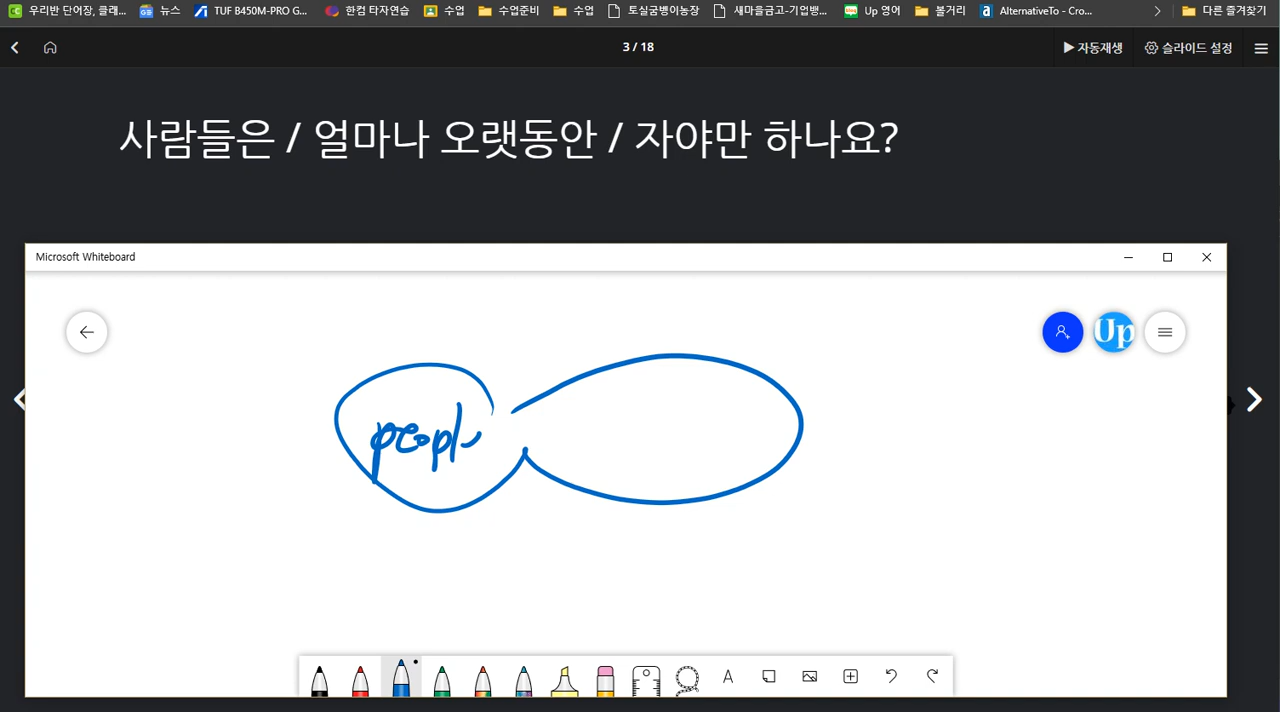 우리반 단어장, 클래... 뉴스 TUF B450M-PRO G... 한컴 타자연습 수업 수업준비 수업 토실굼벵이농장 새마을금고-기업뱅... Up 영어 볼거리 AlternativeTo - Cro... 다른 즐겨찾기
3 / 18 자동재생 슬라이드 설정
사람들은 / 얼마나 오랫동안 / 자야만 하나요?
Microsoft Whiteboard
Up
people